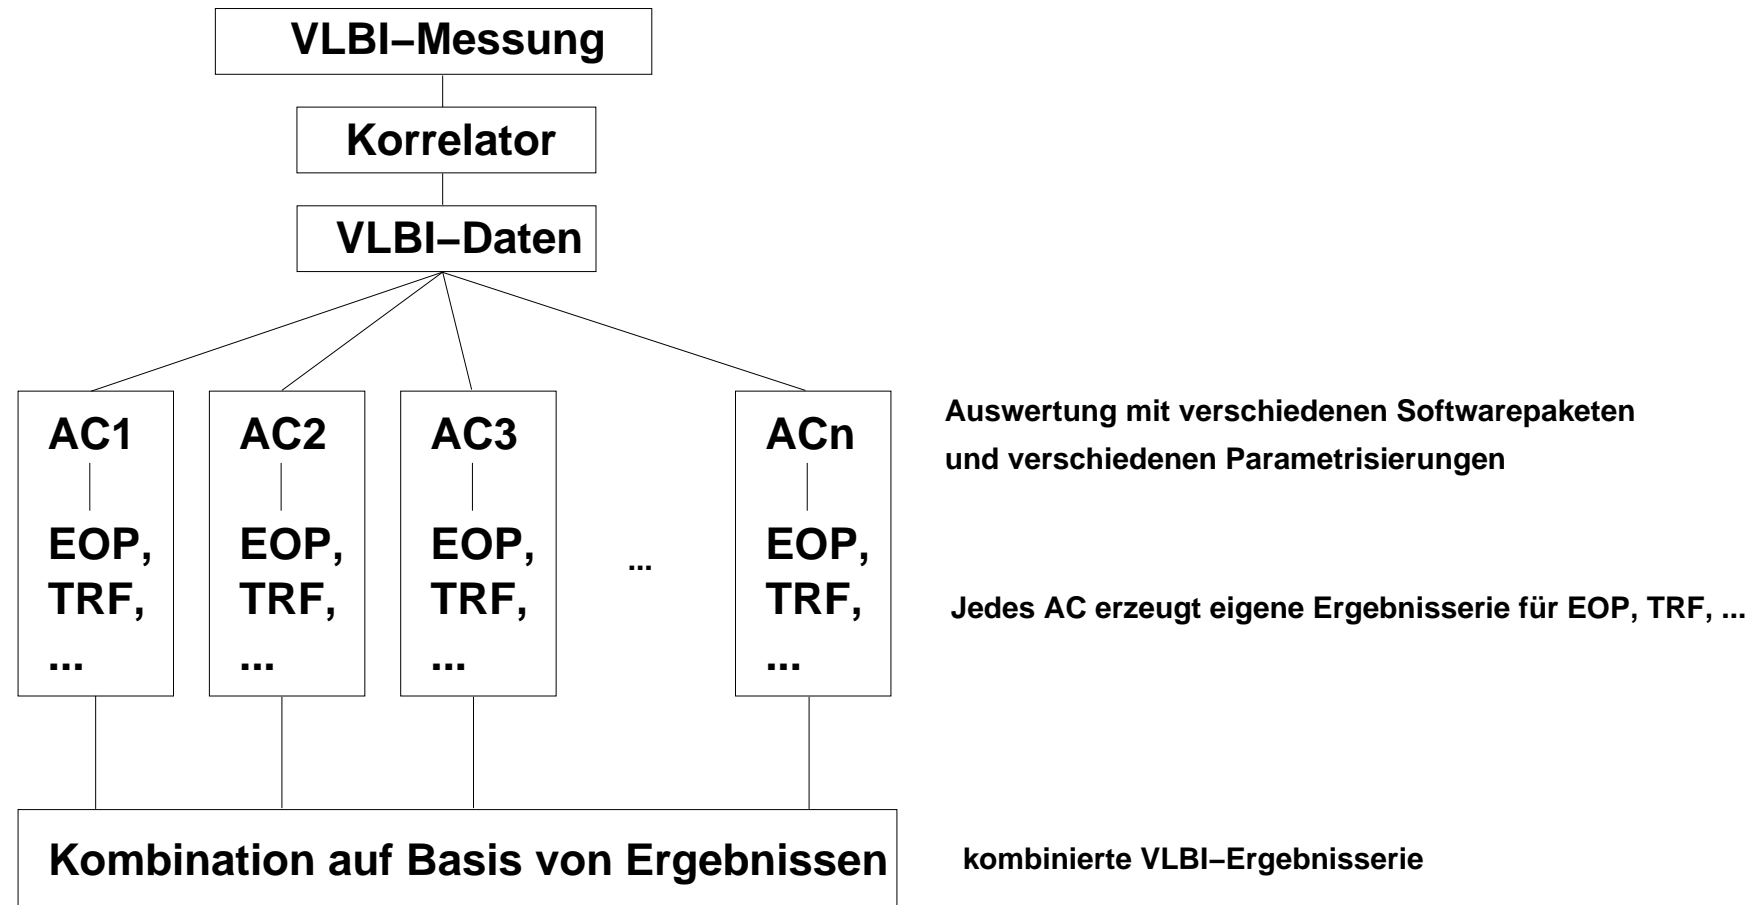 VLBI–Messung
Korrelator
VLBI–Daten
AC1
EOP,
TRF,
...
AC2
EOP,
TRF,
...
AC3
EOP,
TRF,
...
...
ACn
EOP,
TRF,
...
Auswertung mit verschiedenen Softwarepaketen
und verschiedenen Parametrisierungen
Jedes AC erzeugt eigene Ergebnisserie für EOP, TRF, ...
Kombination auf Basis von Ergebnissen
kombinierte VLBI–Ergebnisserie